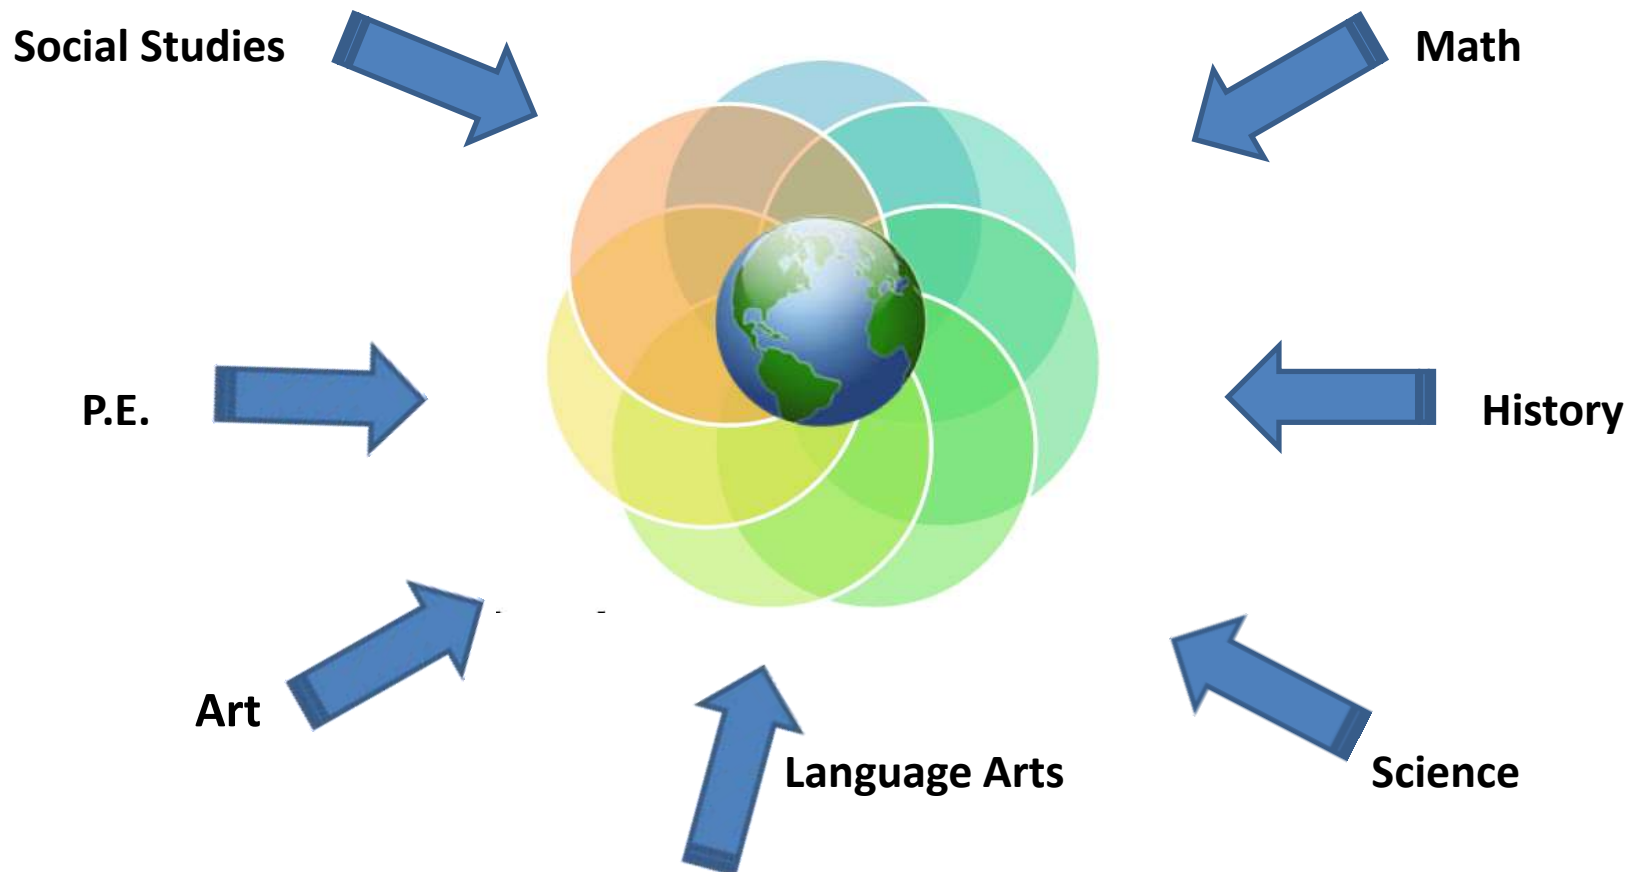 Social Studies
Math
P.E.
History
Art
Language Arts
Science